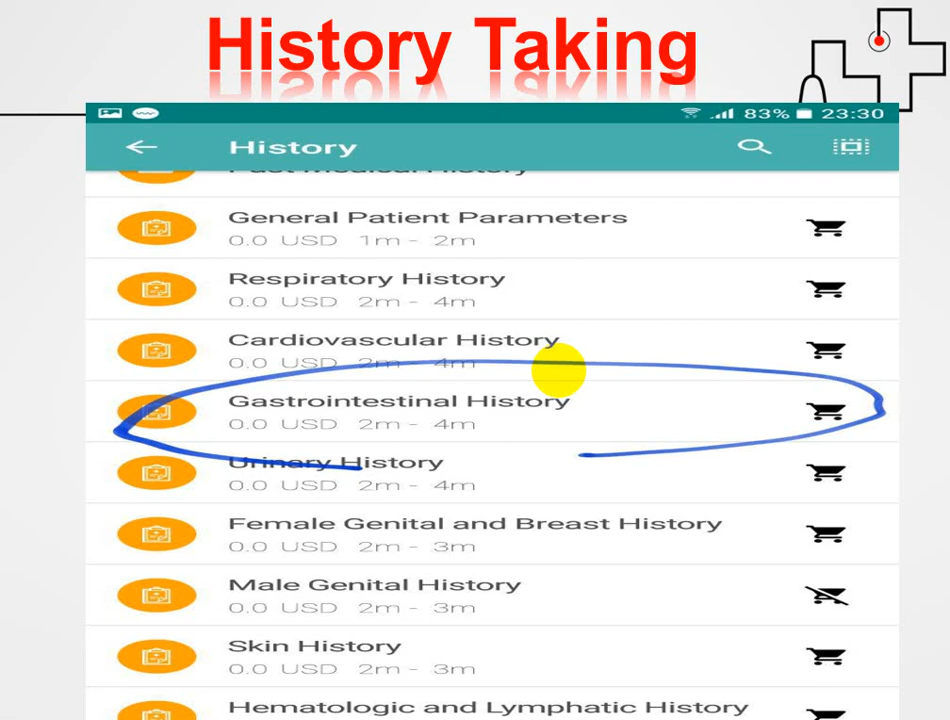 History Taking
83% 23:30
History
Past Medical History
General Patient Parameters
0.0 USD 1m - 2m
Respiratory History
0.0 USD 2m - 4m
Cardiovascular History
0.0 USD 2m - 4m
Gastrointestinal History
0.0 USD 2m - 4m
Urinary History
0.0 USD 2m - 4m
Female Genital and Breast History
0.0 USD 2m - 3m
Male Genital History
0.0 USD 2m - 3m
Skin History
0.0 USD 2m - 3m
Hematologic and Lymphatic History